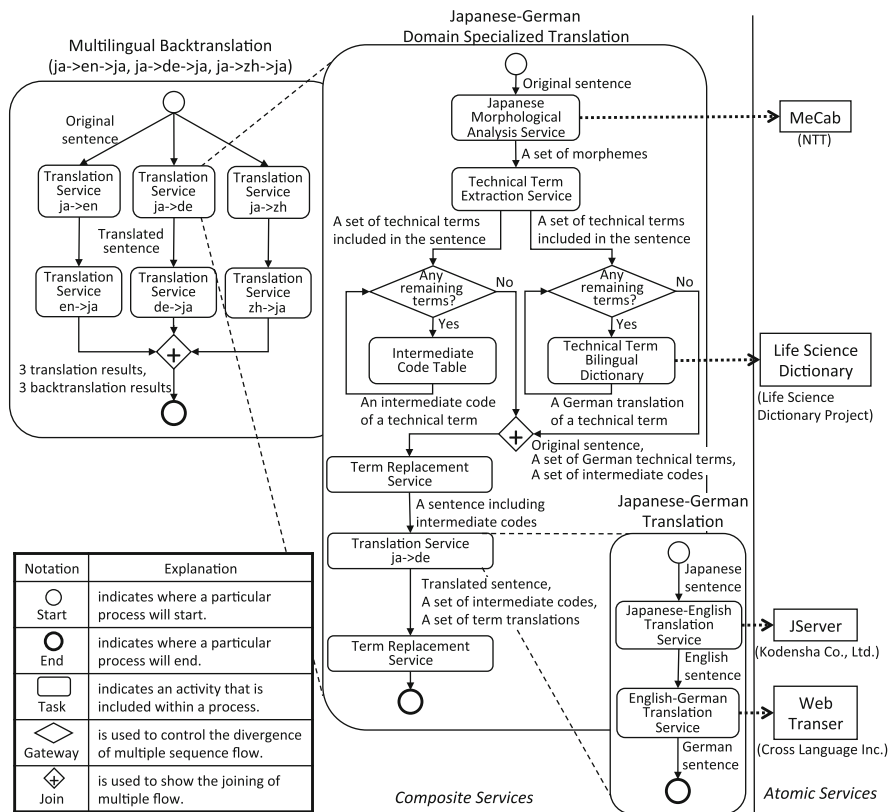 Multilingual Backtranslation
(ja->en->ja, ja->de->ja, ja->zh->ja)
Original
sentence
Translation
Service
ja->en
Translation
Service
ja->de
Translation
Service
ja->zh
Translated
sentence
Translation
Service
en->ja
Translation
Service
de->ja
Translation
Service
zh->ja
+
3 translation results,
3 backtranslation results
Japanese-German
Domain Specialized Translation
Original sentence
Japanese
Morphological
Analysis Service
A set of morphemes
Technical Term
Extraction Service
A set of technical terms
included in the sentence
A set of technical terms
included in the sentence
Any
remaining
terms?
No
Yes
Any
remaining
terms?
No
Yes
Intermediate
Code Table
Technical Term
Bilingual
Dictionary
An intermediate code
of a technical term
A German translation
of a technical term
+
Original sentence,
A set of German technical terms,
A set of intermediate codes
Term Replacement
Service
A sentence including
intermediate codes
Translation Service
ja->de
Translated sentence,
A set of intermediate codes,
A set of term translations
Term Replacement
Service
Japanese-German
Translation
Japanese
sentence
Japanese-English
Translation
Service
English
sentence
English-German
Translation
Service
German
sentence
MeCab
(NTT)
Life Science
Dictionary
(Life Science
Dictionary Project)
JServer
(Kodensha Co., Ltd.)
Web
Transer
(Cross Language Inc.)
Notation
Explanation
Start
indicates where a particular
process will start.
End
indicates where a particular
process will end.
Task
indicates an activity that is
included within a process.
Gateway
is used to control the divergence
of multiple sequence flow.
+
Join
is used to show the joining of
multiple flow.
Composite Services
Atomic Services